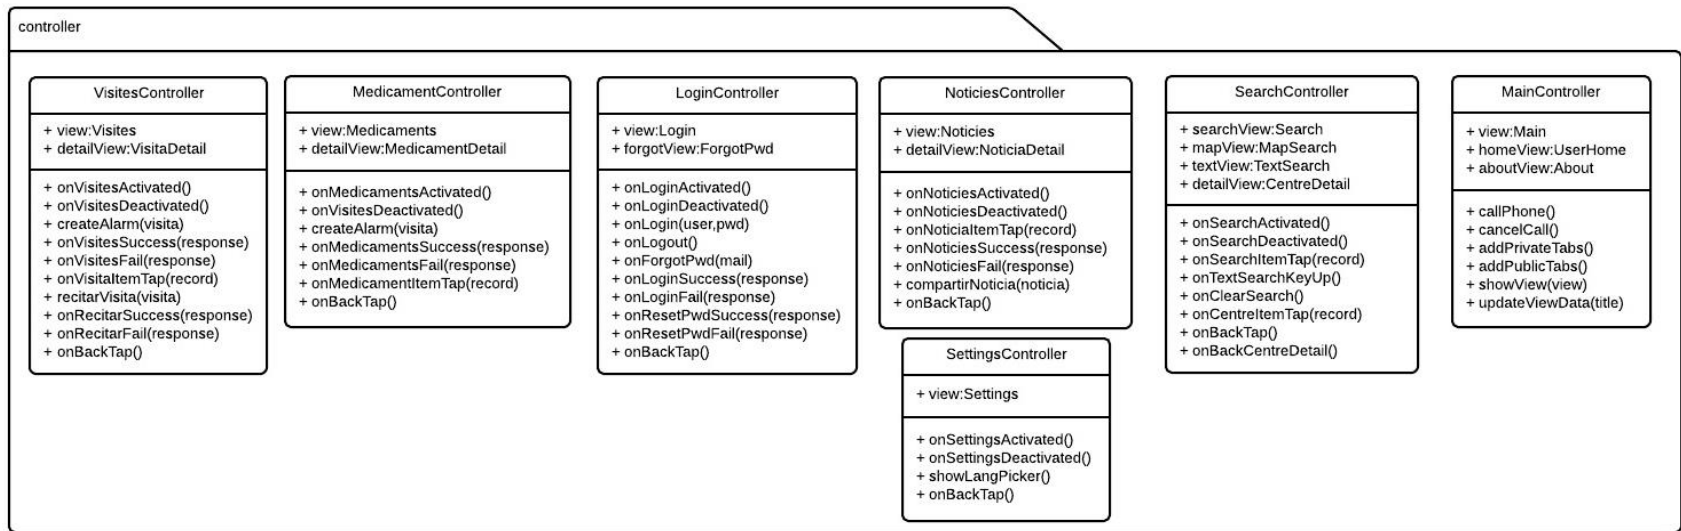 controller
VisitesController
+ view:Visites
+ detailView:VisitaDetail
+ onVisitesActivated()
+ onVisitesDeactivated()
+ createAlarm(visita)
+ onVisitesSuccess(response)
+ onVisitesFail(response)
+ onVisitaItemTap(record)
+ recitarVisita(visita)
+ onRecitarSuccess(response)
+ onRecitarFail(response)
+ onBackTap()
MedicamentController
+ view:Medicaments
+ detailView:MedicamentDetail
+ onMedicamentsActivated()
+ onVisitesDeactivated()
+ createAlarm(visita)
+ onMedicamentsSuccess(response)
+ onMedicamentsFail(response)
+ onMedicamentItemTap(record)
+ onBackTap()
LoginController
+ view:Login
+ forgotView:ForgotPwd
+ onLoginActivated()
+ onLoginDeactivated()
+ onLogin(user,pwd)
+ onLogout()
+ onForgotPwd(mail)
+ onLoginSuccess(response)
+ onLoginFail(response)
+ onResetPwdSuccess(response)
+ onResetPwdFail(response)
+ onBackTap()
NoticiesController
+ view:Noticies
+ detailView:NoticiaDetail
+ onNoticiesActivated()
+ onNoticiesDeactivated()
+ onNoticiaItemTap(record)
+ onNoticiesSuccess(response)
+ onNoticiesFail(response)
+ compartirNoticia(noticia)
+ onBackTap()
SettingsController
+ view:Settings
+ onSettingsActivated()
+ onSettingsDeactivated()
+ showLangPicker()
+ onBackTap()
SearchController
+ searchView:Search
+ mapView:MapSearch
+ textView:TextSearch
+ detailView:CentreDetail
+ onSearchActivated()
+ onSearchDeactivated()
+ onSearchItemTap(record)
+ onTextSearchKeyUp()
+ onClearSearch()
+ onCentreItemTap(record)
+ onBackTap()
+ onBackCentreDetail()
MainController
+ view:Main
+ homeView:UserHome
+ aboutView:About
+ callPhone()
+ cancelCall()
+ addPrivateTabs()
+ addPublicTabs()
+ showView(view)
+ updateViewData(title)